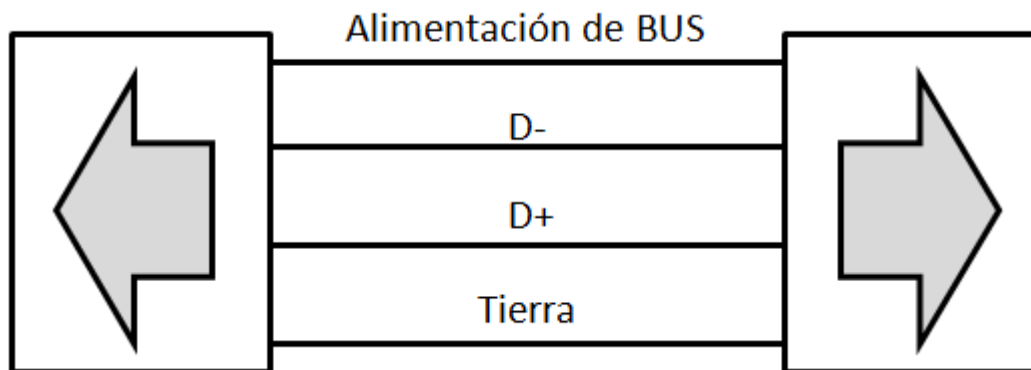 Alimentación de BUS
D-
D+
Tierra